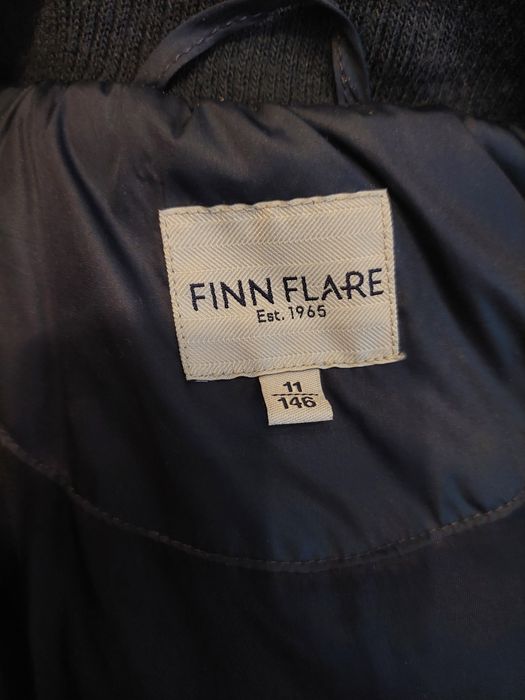 FINN FLARE
Est. 1965
11
146